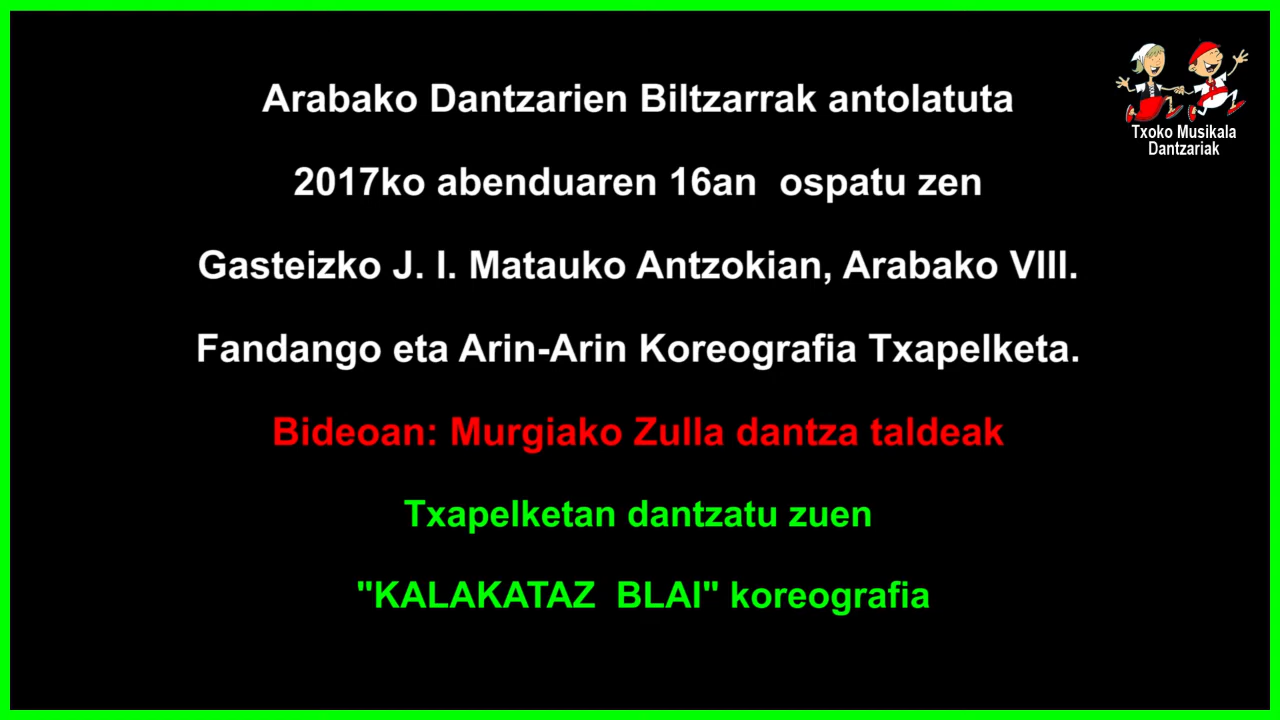 Arabako Dantzarien Biltzarrak antolatuta
2017ko abenduaren 16an  ospatu zen
Gasteizko J. I. Matauko Antzokian, Arabako VIII.
Fandango eta Arin-Arin Koreografia Txapelketa.
Bideoan: Murgiako Zulla dantza taldeak
Txapelketan dantzatu zuen
"KALAKATAZ  BLAI" koreografia
Txoko Musikala
Dantzariak